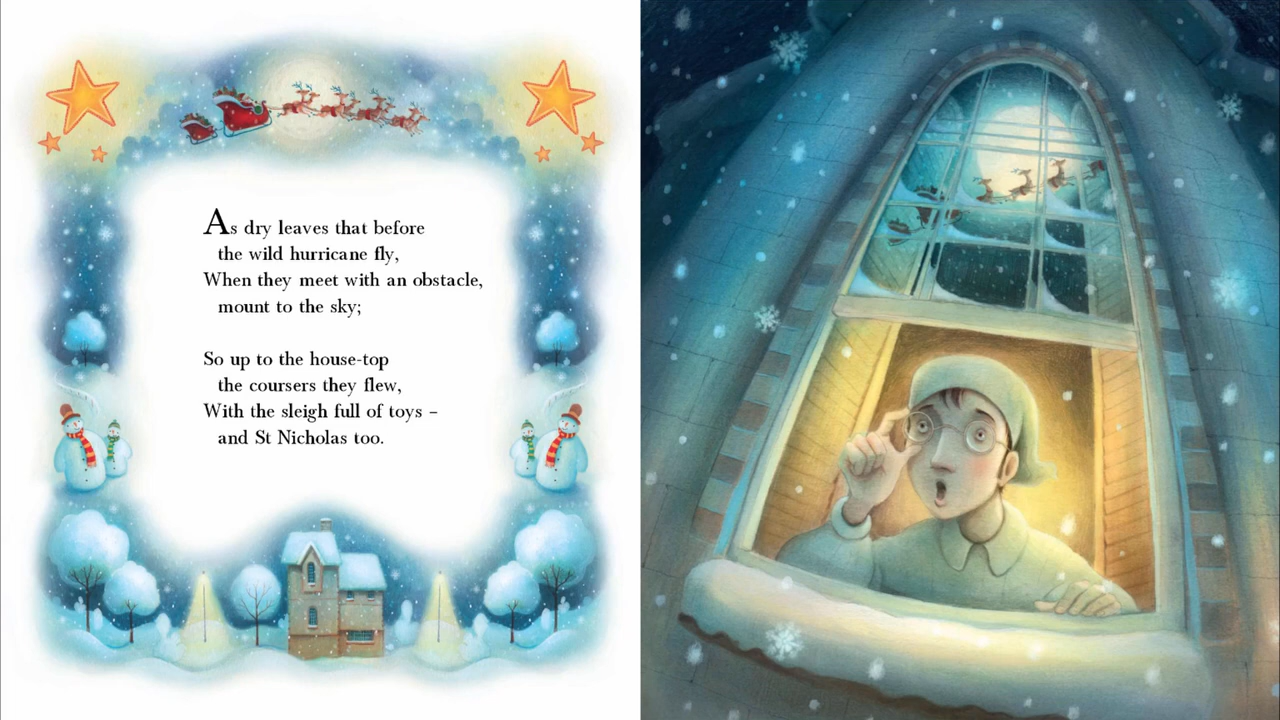 As dry leaves that before
the wild hurricane fly,
When they meet with an obstacle,
mount to the sky;
So up to the house-top
the coursers they flew,
With the sleigh full of toys –
and St Nicholas too.